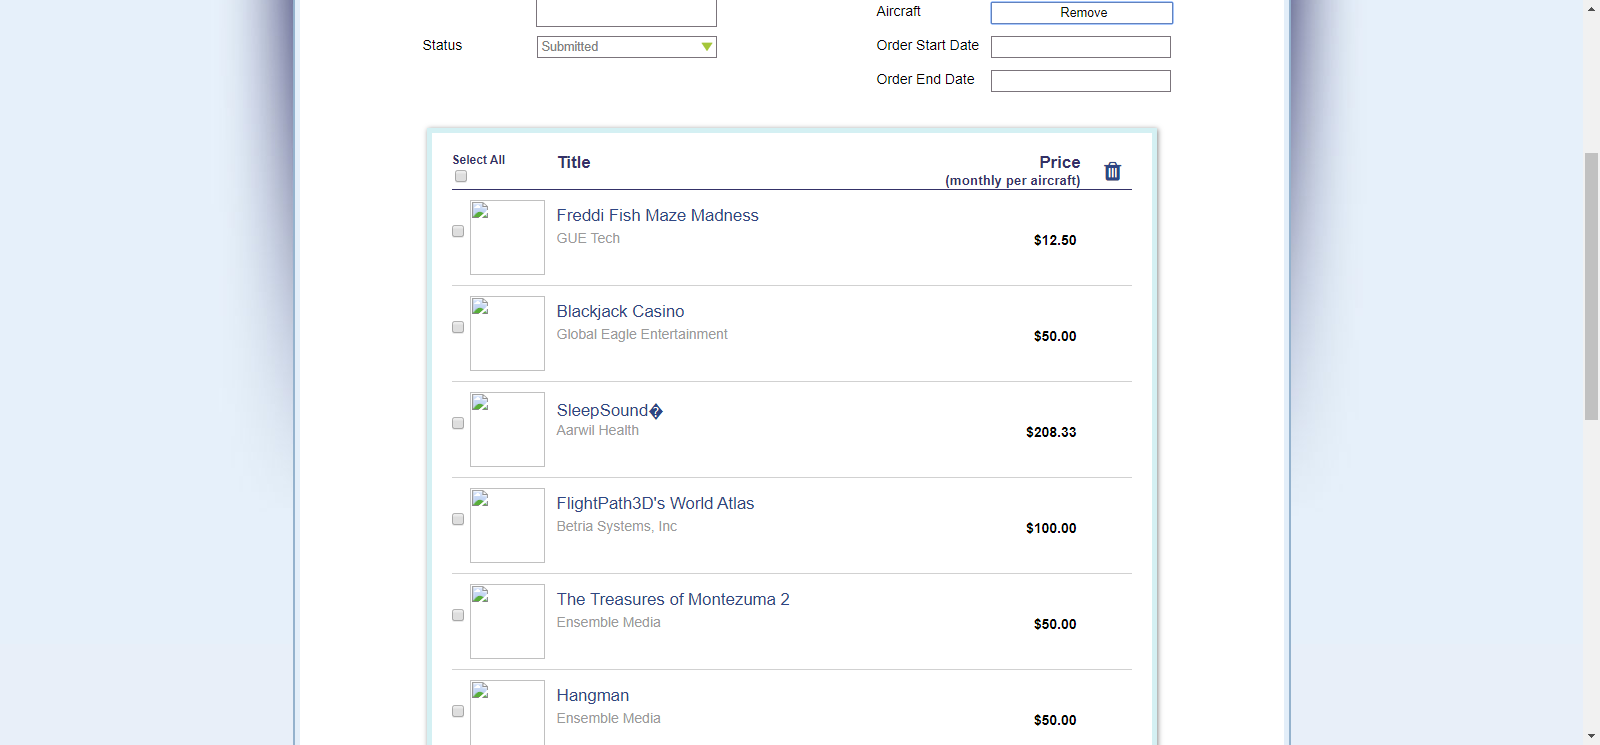 Aircraft
Remove
Status
Submitted
Order Start Date
Order End Date
Select All
Title
Price
(monthly per aircraft)
Freddi Fish Maze Madness
GUE Tech
$12.50
Blackjack Casino
Global Eagle Entertainment
$50.00
SleepSound�
Aarwil Health
$208.33
FlightPath3D's World Atlas
Betria Systems, Inc
$100.00
The Treasures of Montezuma 2
Ensemble Media
$50.00
Hangman
Ensemble Media
$50.00